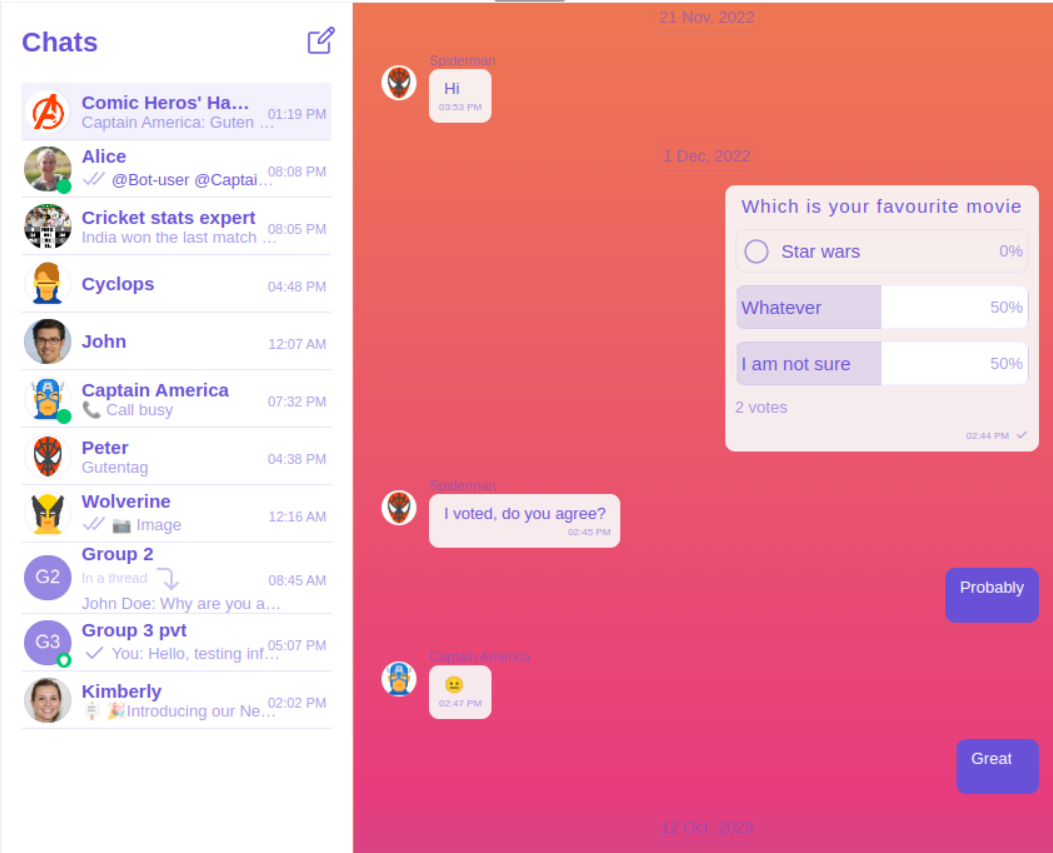 Chats
Comic Heros' Ha...
01:19 PM
Captain America: Guten ...
Alice
08:08 PM
@Bot-user @Captai...
Cricket stats expert
08:05 PM
India won the last match ...
Cyclops
04:48 PM
John
12:07 AM
Captain America
07:32 PM
Call busy
Peter
04:38 PM
Gutentag
Wolverine
12:16 AM
Image
G2
Group 2
In a thread
08:45 AM
John Doe: Why are you a...
G3
Group 3 pvt
05:07 PM
You: Hello, testing inf...
Kimberly
02:02 PM
Introducing our Ne...
21 Nov, 2022
Spiderman
Hi
03:53 PM
1 Dec, 2022
Which is your favourite movie
Star wars 0%
Whatever 50%
I am not sure 50%
2 votes
02:44 PM
Spiderman
I voted, do you agree?
02:45 PM
Probably
Captain America
02:47 PM
Great
12 Oct, 2023